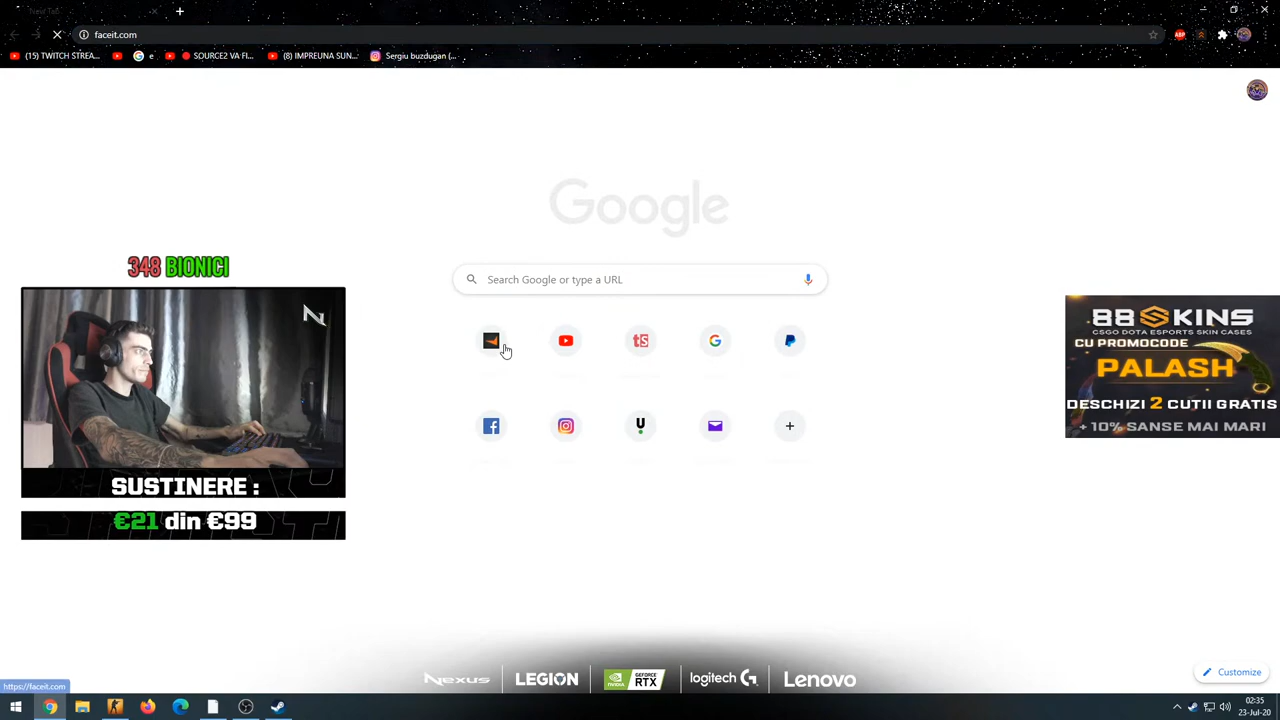 New Tab
faceit.com
(15) TWITCH STREA...
e
SOURCE2 VA FI...
(8) IMPREUNA SUN...
Sergiu buzdugan (...
Google
Search Google or type a URL
348 BIONICI
SUSTINERE :
€21 din €99
88SKINS
CSGO DOTA ESPORTS SKIN CASES
CU PROMOCODE
PALASH
DESCHIZI 2 CUTII GRATIS
+ 10% SANSE MAI MARI
Nexus
LEGION
NVIDIA
GEFORCE
RTX
logitech G
Lenovo
Customize
https://faceit.com
02:35
23-Jul-20